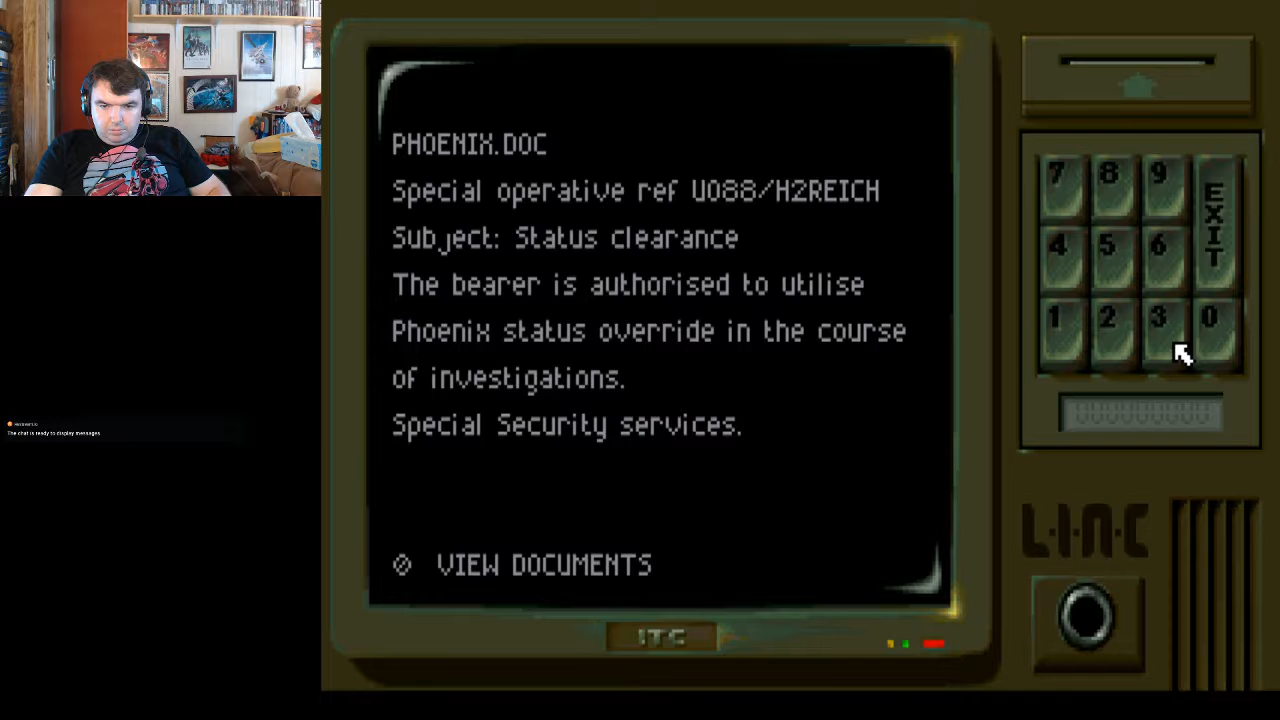 PHOENIX.DOC
Special operative ref U088/H2REICH
Subject: Status clearance
The bearer is authorised to utilise
Phoenix status override in the course
of investigations.
Special Security services.
0 VIEW DOCUMENTS
ITC
7 8 9 EXIT
4 5 6
1 2 3 0
L·I·N·C
The chat is ready to display messages